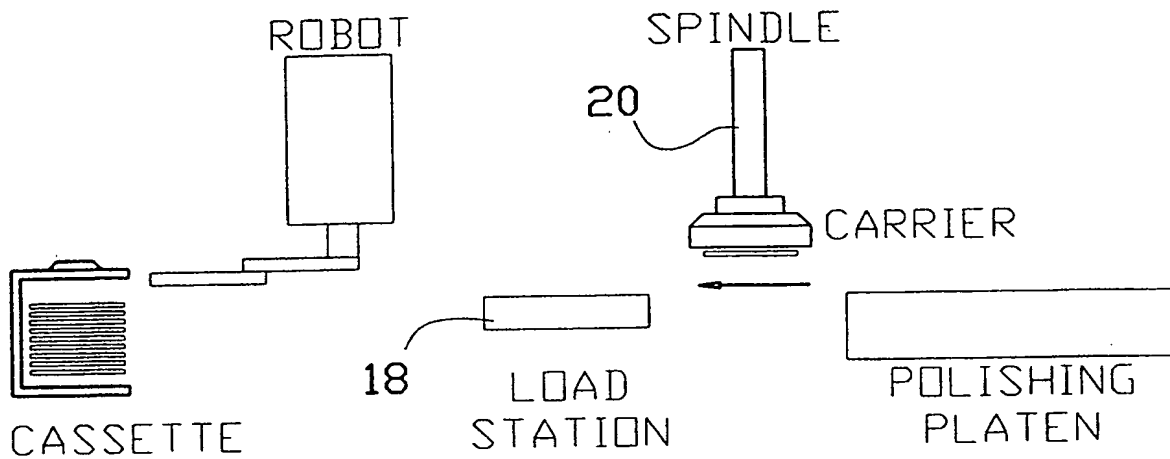 ROBOT
SPINDLE
20
CARRIER
18
LOAD
STATION
POLISHING
PLATEN
CASSETTE